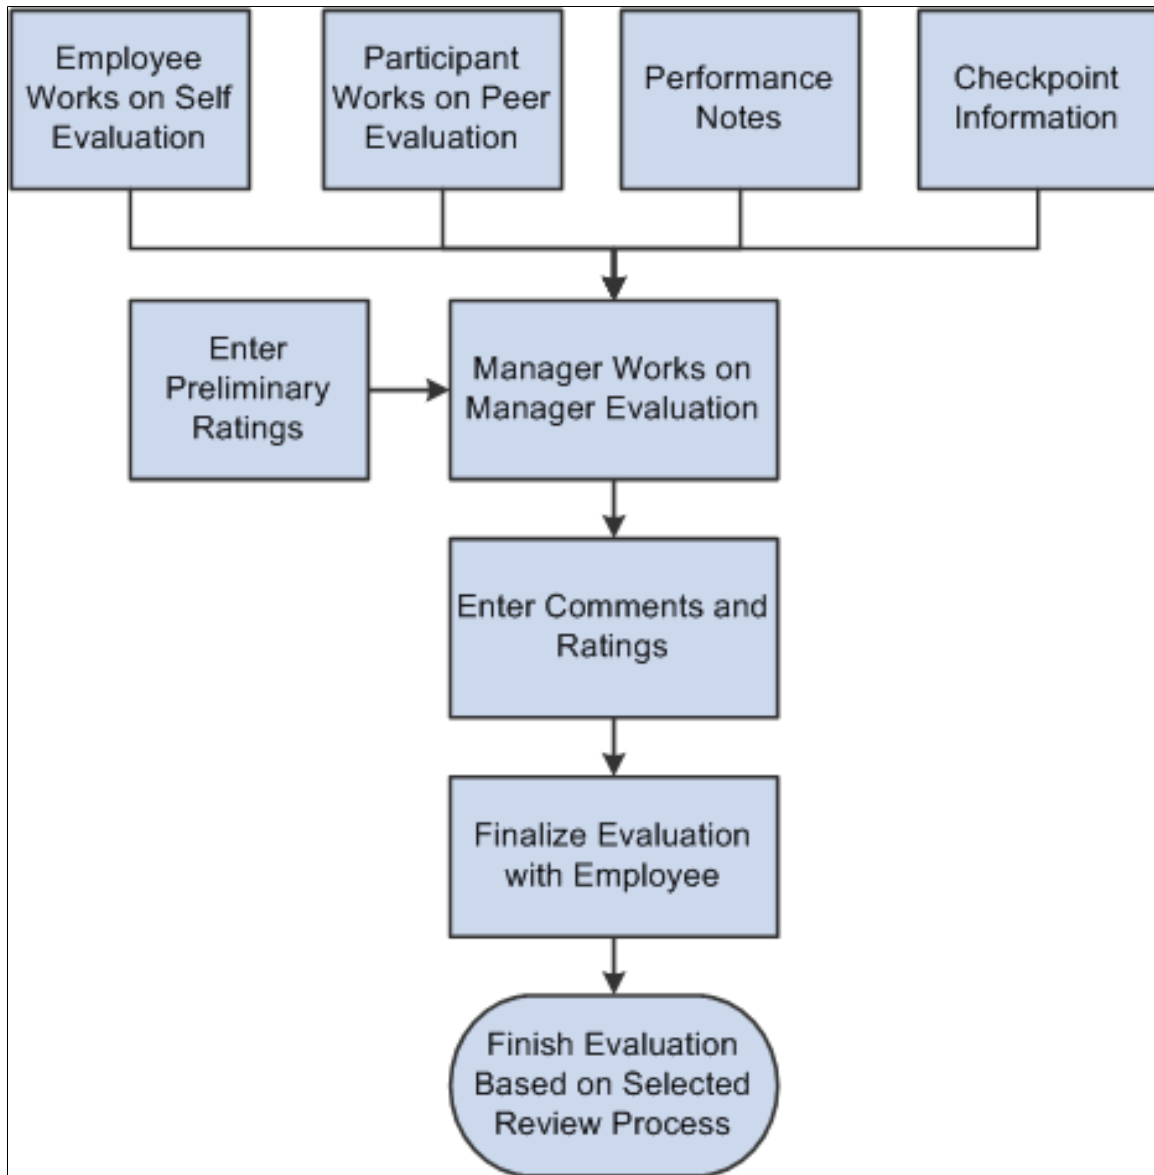 Employee
Works on Self
Evaluation
Participant
Works on Peer
Evaluation
Performance
Notes
Checkpoint
Information
Enter
Preliminary
Ratings
Manager Works on
Manager Evaluation
Enter Comments and
Ratings
Finalize Evaluation
with Employee
Finish Evaluation
Based on Selected
Review Process